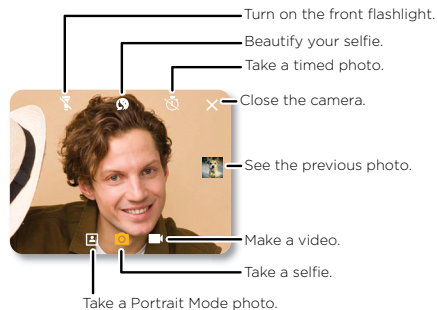 Turn on the front flashlight.
Beautify your selfie.
Take a timed photo.
Close the camera.
See the previous photo.
Make a video.
Take a selfie.
Take a Portrait Mode photo.